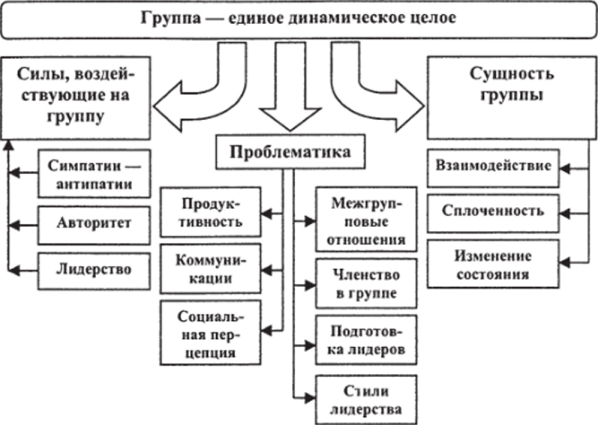 Группа — единое динамическое целое
Силы, воздей-
ствующие на
группу
Симпатии —
антипатии
Авторитет
Лидерство
Проблематика
Продук-
тивность
Коммуни-
кации
Социаль-
ная пер-
цепция
Межгруп-
повые
отношения
Членство
в группе
Подготов-
ка лидеров
Стили
лидерства
Сущность
группы
Взаимодействие
Сплоченность
Изменение
состояния